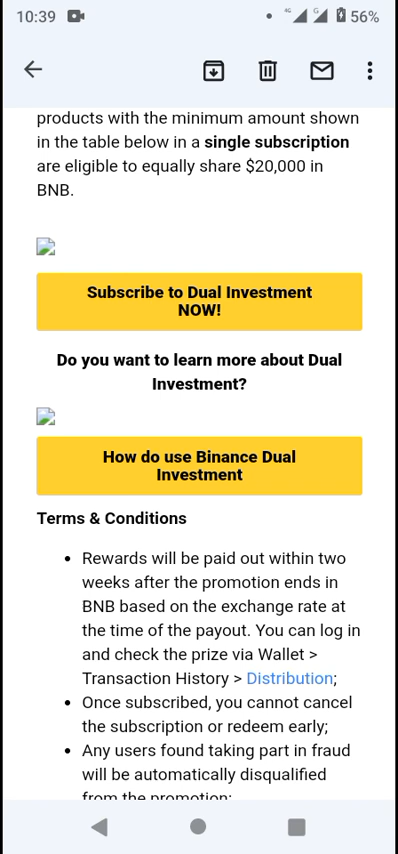 10:39
4G
G
56%
products with the minimum amount shown
in the table below in a single subscription
are eligible to equally share $20,000 in
BNB.
Subscribe to Dual Investment
NOW!
Do you want to learn more about Dual
Investment?
How do use Binance Dual
Investment
Terms & Conditions
• Rewards will be paid out within two
weeks after the promotion ends in
BNB based on the exchange rate at
the time of the payout. You can log in
and check the prize via Wallet >
Transaction History > Distribution;
• Once subscribed, you cannot cancel
the subscription or redeem early;
• Any users found taking part in fraud
will be automatically disqualified
from the promotion;